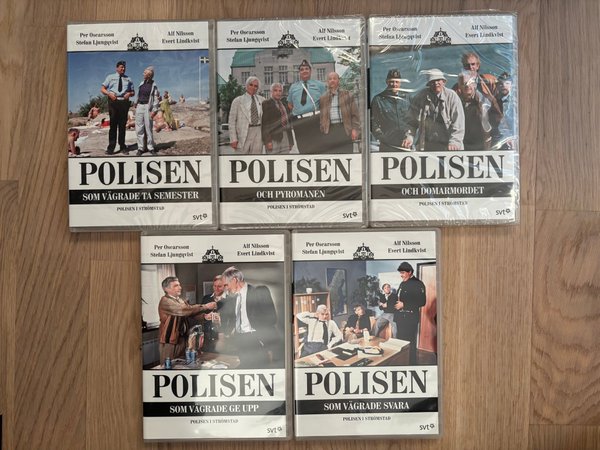 Per Oscarsson
Stefan Ljungqvist
Alf Nilsson
Evert Lindkvist
POLISEN
SOM VÄGRADE TA SEMESTER
POLISEN I STRÖMSTAD
svt
Per Oscarsson
Stefan Ljungqvist
Alf Nilsson
Evert Lindkvist
POLISEN
OCH PYROMANEN
POLISEN I STRÖMSTAD
svt
Per Oscarsson
Stefan Ljungqvist
Alf Nilsson
Evert Lindkvist
POLISEN
OCH DOMARMORDET
POLISEN I STRÖMSTAD
svt
Per Oscarsson
Stefan Ljungqvist
Alf Nilsson
Evert Lindkvist
POLISEN
SOM VÄGRADE GE UPP
POLISEN I STRÖMSTAD
svt
Per Oscarsson
Stefan Ljungqvist
Alf Nilsson
Evert Lindkvist
POLISEN
SOM VÄGRADE SVARA
POLISEN I STRÖMSTAD
svt